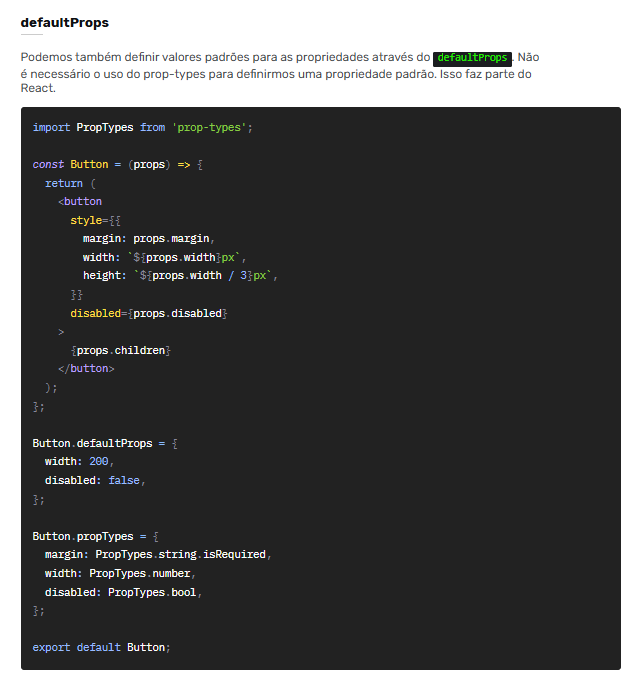 defaultProps
Podemos também definir valores padrões para as propriedades através do defaultProps. Não
é necessário o uso do prop-types para definirmos uma propriedade padrão. Isso faz parte do
React.
import PropTypes from 'prop-types';
const Button = (props) => {
  return (
    <button
      style={{
        margin: props.margin,
        width: `${props.width}px`,
        height: `${props.width / 3}px`,
      }}
      disabled={props.disabled}
    >
      {props.children}
    </button>
  );
};
Button.defaultProps = {
  width: 200,
  disabled: false,
};
Button.propTypes = {
  margin: PropTypes.string.isRequired,
  width: PropTypes.number,
  disabled: PropTypes.bool,
};
export default Button;